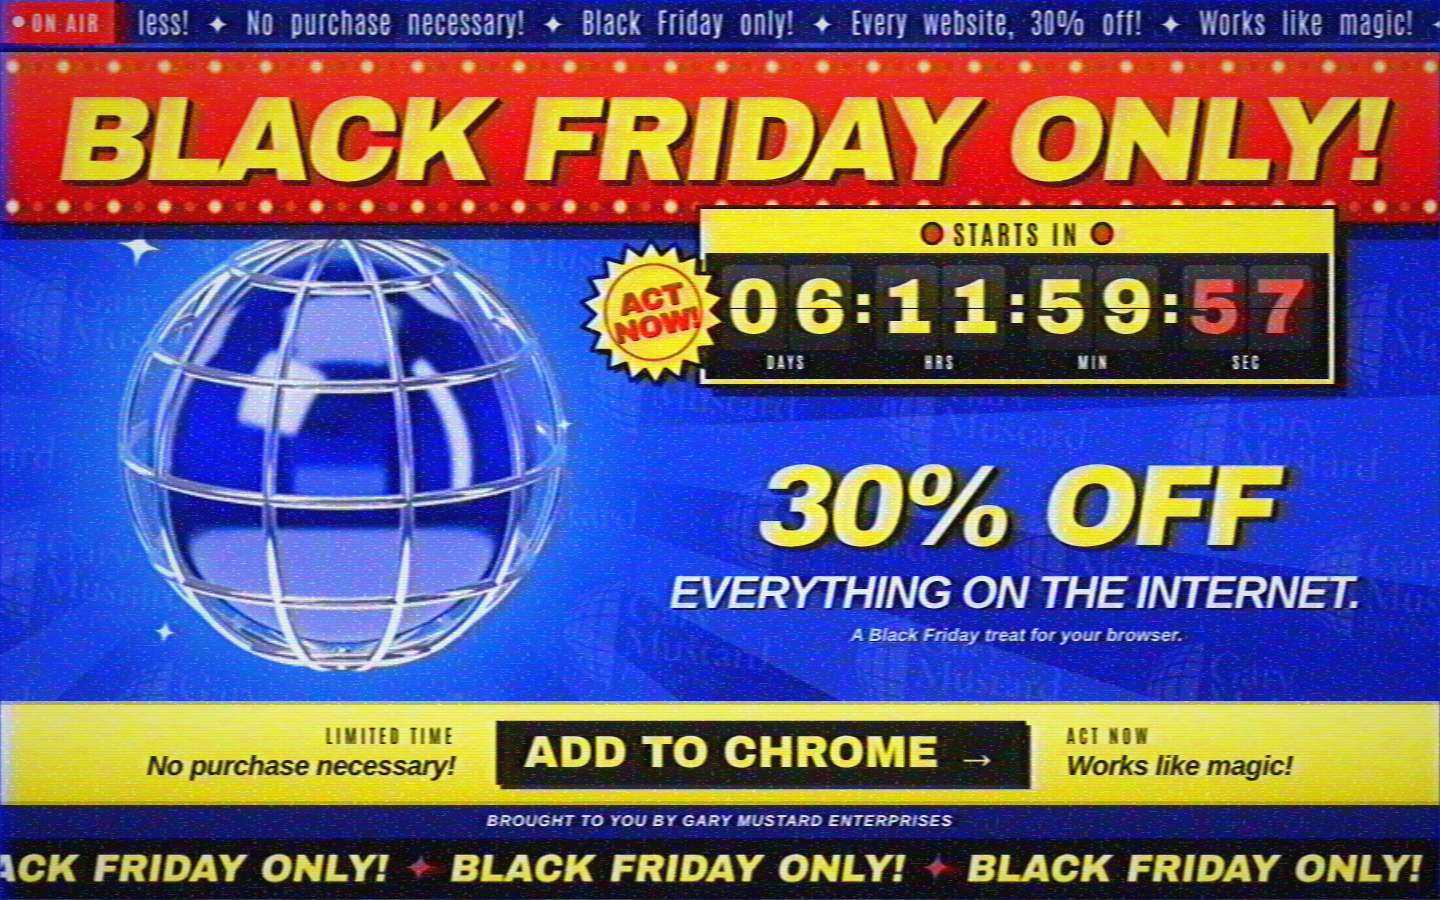 ON AIR
less! ✦ No purchase necessary! ✦ Black Friday only! ✦ Every website, 30% off! ✦ Works like magic!
BLACK FRIDAY ONLY!
STARTS IN
ACT NOW!
06:11:59:57
DAYS HRS MIN SEC
Gary Mustard
30% OFF
EVERYTHING ON THE INTERNET.
A Black Friday treat for your browser.
LIMITED TIME
No purchase necessary!
ADD TO CHROME →
ACT NOW
Works like magic!
BROUGHT TO YOU BY GARY MUSTARD ENTERPRISES
ACK FRIDAY ONLY! ✦ BLACK FRIDAY ONLY! ✦ BLACK FRIDAY ONLY!